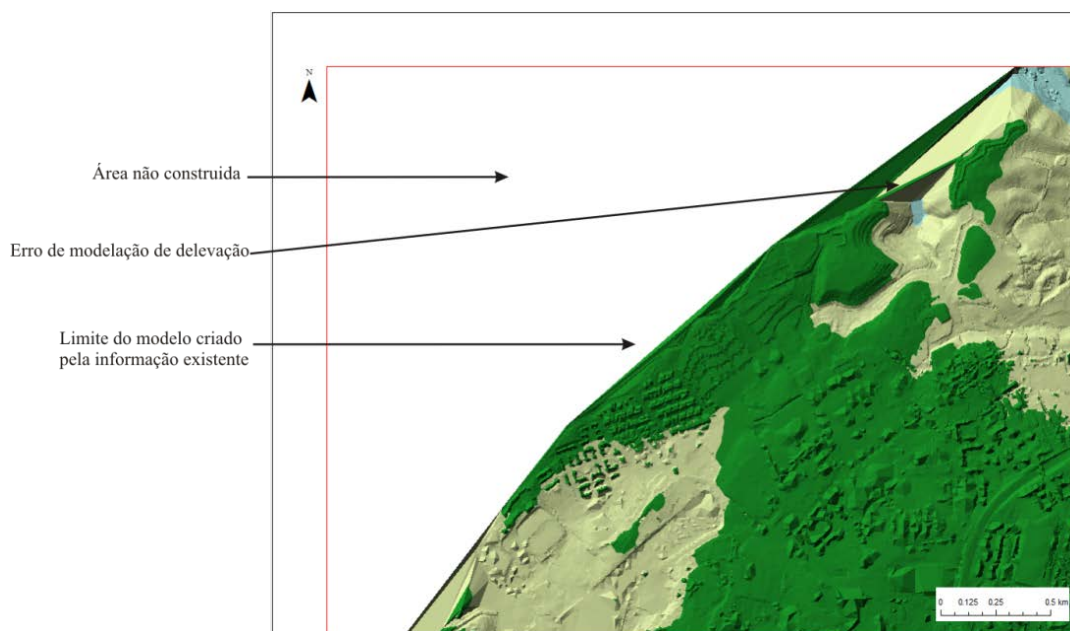 N
Área não construida
Erro de modelação de delevação
Limite do modelo criado
pela informação existente
0 0.125 0.25 0.5 km